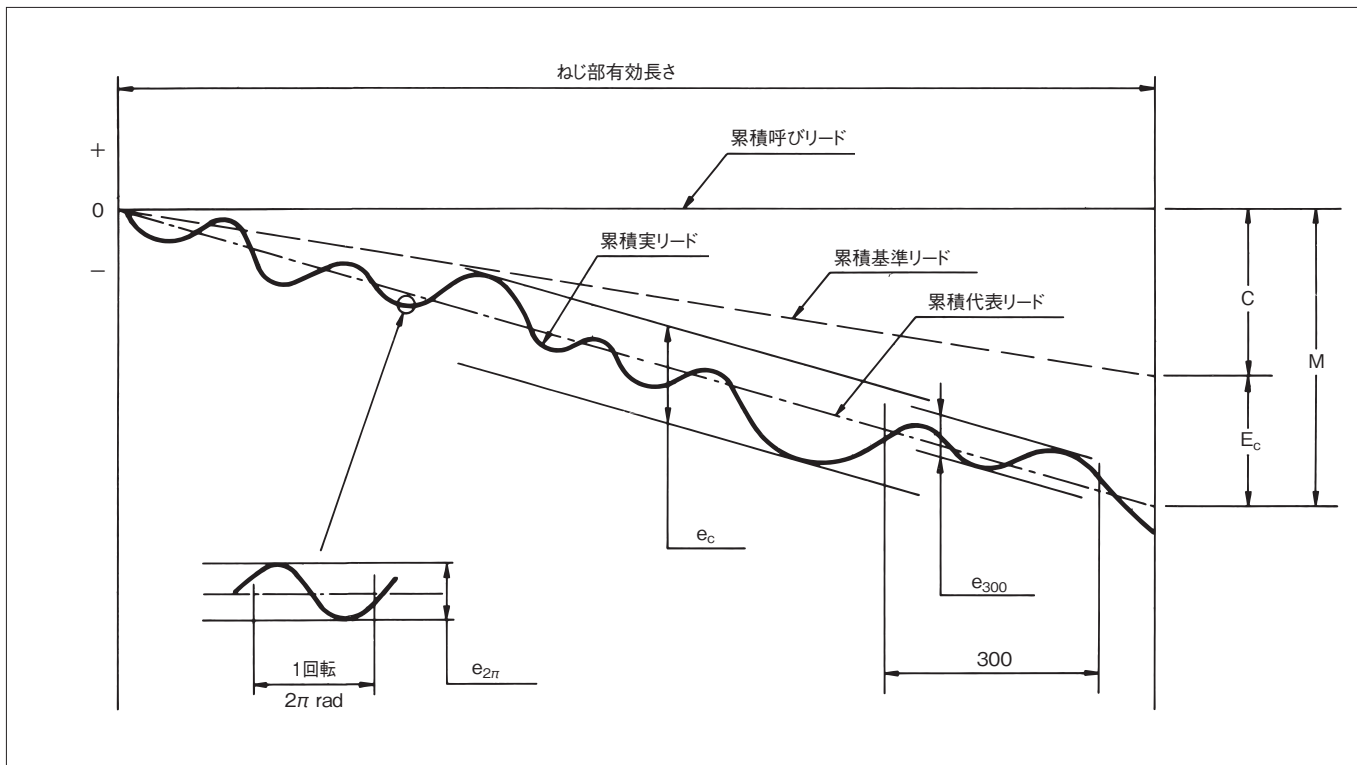 ねじ部有効長さ
+
累積呼びリード
0
累積実リード
累積基準リード
−
累積代表リード
C
M
Ec
ec
e300
1回転
e2π
300
2π rad